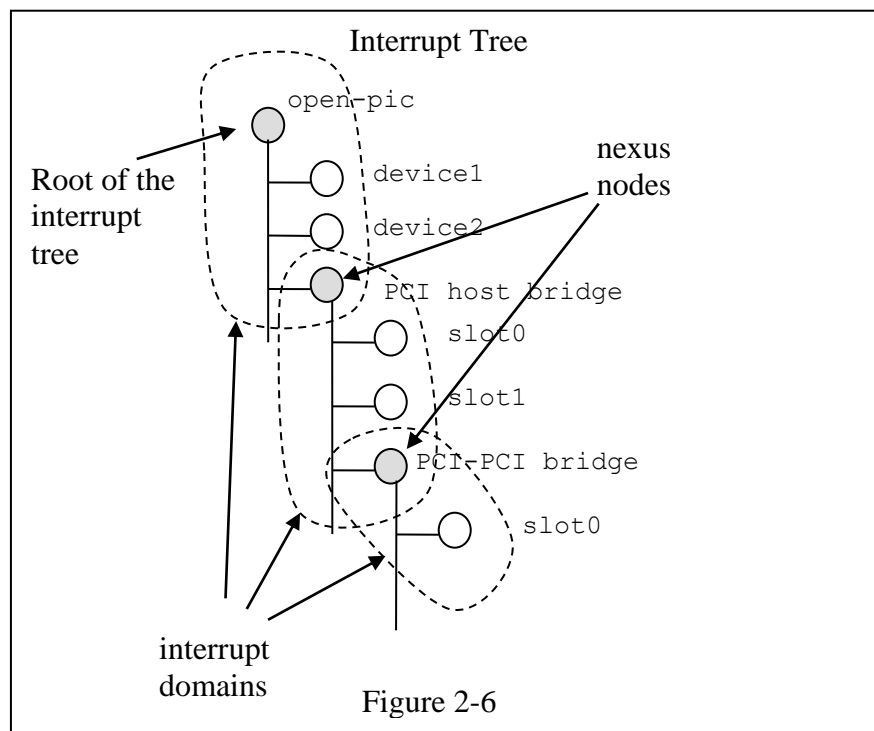 Interrupt Tree
open-pic
nexus
nodes
device1
Root of the
interrupt
tree
device2
PCI host bridge
slot0
slot1
PCI-PCI bridge
slot0
interrupt
domains
Figure 2-6